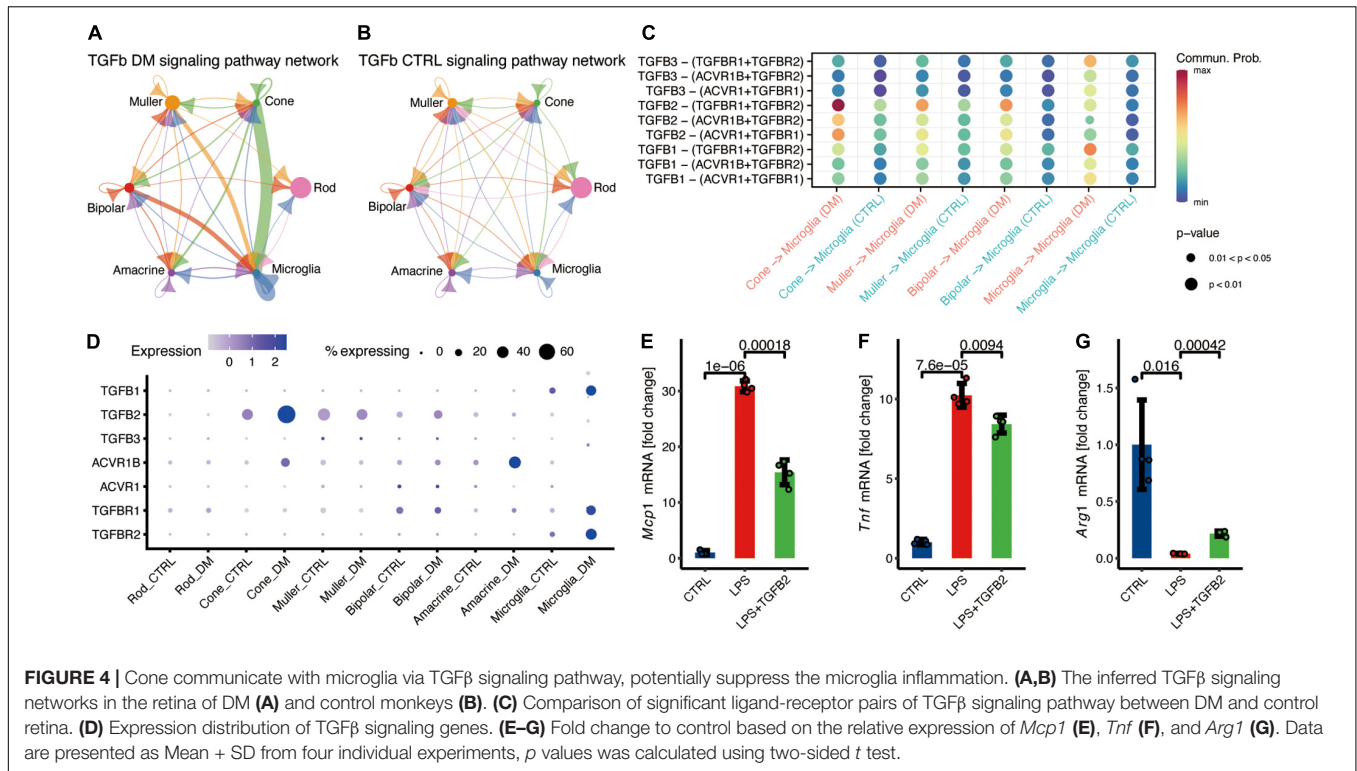 A
TGFb DM signaling pathway network
Muller
Cone
Bipolar
Rod
Amacrine
Microglia
B
TGFb CTRL signaling pathway network
Muller
Cone
Bipolar
Rod
Amacrine
Microglia
C
TGFB3 – (TGFBR1+TGFBR2)
TGFB3 – (ACVR1B+TGFBR2)
TGFB3 – (ACVR1+TGFBR1)
TGFB2 – (TGFBR1+TGFBR2)
TGFB2 – (ACVR1B+TGFBR2)
TGFB2 – (ACVR1+TGFBR1)
TGFB1 – (TGFBR1+TGFBR2)
TGFB1 – (ACVR1B+TGFBR2)
TGFB1 – (ACVR1+TGFBR1)
Cone -> Microglia (DM)
Cone -> Microglia (CTRL)
Muller -> Microglia (DM)
Muller -> Microglia (CTRL)
Bipolar -> Microglia (DM)
Bipolar -> Microglia (CTRL)
Microglia -> Microglia (DM)
Microglia -> Microglia (CTRL)
Commun. Prob.
max
min
p-value
0.01 < p < 0.05
p < 0.01
D
Expression
0 1 2
% expressing
0 20 40 60
TGFB1
TGFB2
TGFB3
ACVR1B
ACVR1
TGFBR1
TGFBR2
Rod_CTRL
Rod_DM
Cone_CTRL
Cone_DM
Muller_CTRL
Muller_DM
Bipolar_CTRL
Bipolar_DM
Amacrine_CTRL
Amacrine_DM
Microglia_CTRL
Microglia_DM
E
Mcp1 mRNA [fold change]
0.00018
1e-06
30
20
10
0
CTRL
LPS
LPS+TGFB2
F
Tnf mRNA [fold change]
0.0094
7.6e-05
10
5
0
CTRL
LPS
LPS+TGFB2
G
Arg1 mRNA [fold change]
0.00042
0.016
1.5
1.0
0.5
0.0
CTRL
LPS
LPS+TGFB2
FIGURE 4 | Cone communicate with microglia via TGFβ signaling pathway, potentially suppress the microglia inflammation. (A,B) The inferred TGFβ signaling
networks in the retina of DM (A) and control monkeys (B). (C) Comparison of significant ligand-receptor pairs of TGFβ signaling pathway between DM and control
retina. (D) Expression distribution of TGFβ signaling genes. (E–G) Fold change to control based on the relative expression of Mcp1 (E), Tnf (F), and Arg1 (G). Data
are presented as Mean + SD from four individual experiments, p values was calculated using two-sided t test.